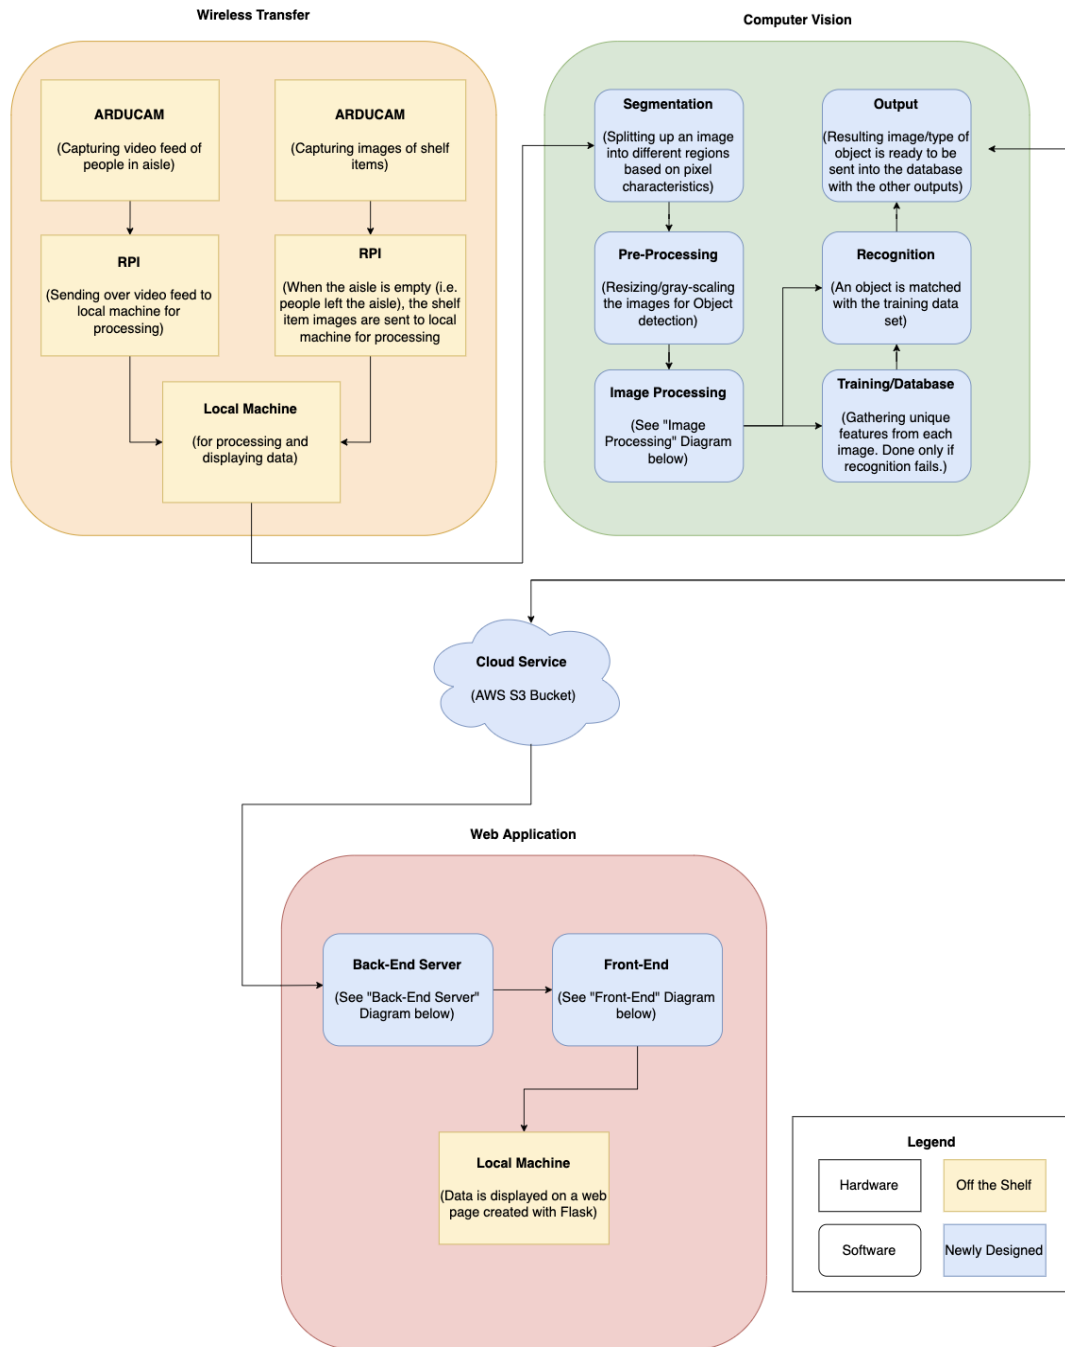 Wireless Transfer
ARDUCAM
(Capturing video feed of
people in aisle)
ARDUCAM
(Capturing images of shelf
items)
RPI
(Sending over video feed to
local machine for
processing)
RPI
(When the aisle is empty (i.e.
people left the aisle), the shelf
item images are sent to local
machine for processing
Local Machine
(for processing and
displaying data)
Computer Vision
Segmentation
(Splitting up an image
into different regions
based on pixel
characteristics)
Output
(Resulting image/type of
object is ready to be
sent into the database
with the other outputs)
Pre-Processing
(Resizing/gray-scaling
the images for Object
detection)
Recognition
(An object is matched
with the training data
set)
Image Processing
(See "Image
Processing" Diagram
below)
Training/Database
(Gathering unique
features from each
image. Done only if
recognition fails.)
Cloud Service
(AWS S3 Bucket)
Web Application
Back-End Server
(See "Back-End Server"
Diagram below)
Front-End
(See "Front-End" Diagram
below)
Local Machine
(Data is displayed on a web
page created with Flask)
Legend
Hardware
Off the Shelf
Software
Newly Designed